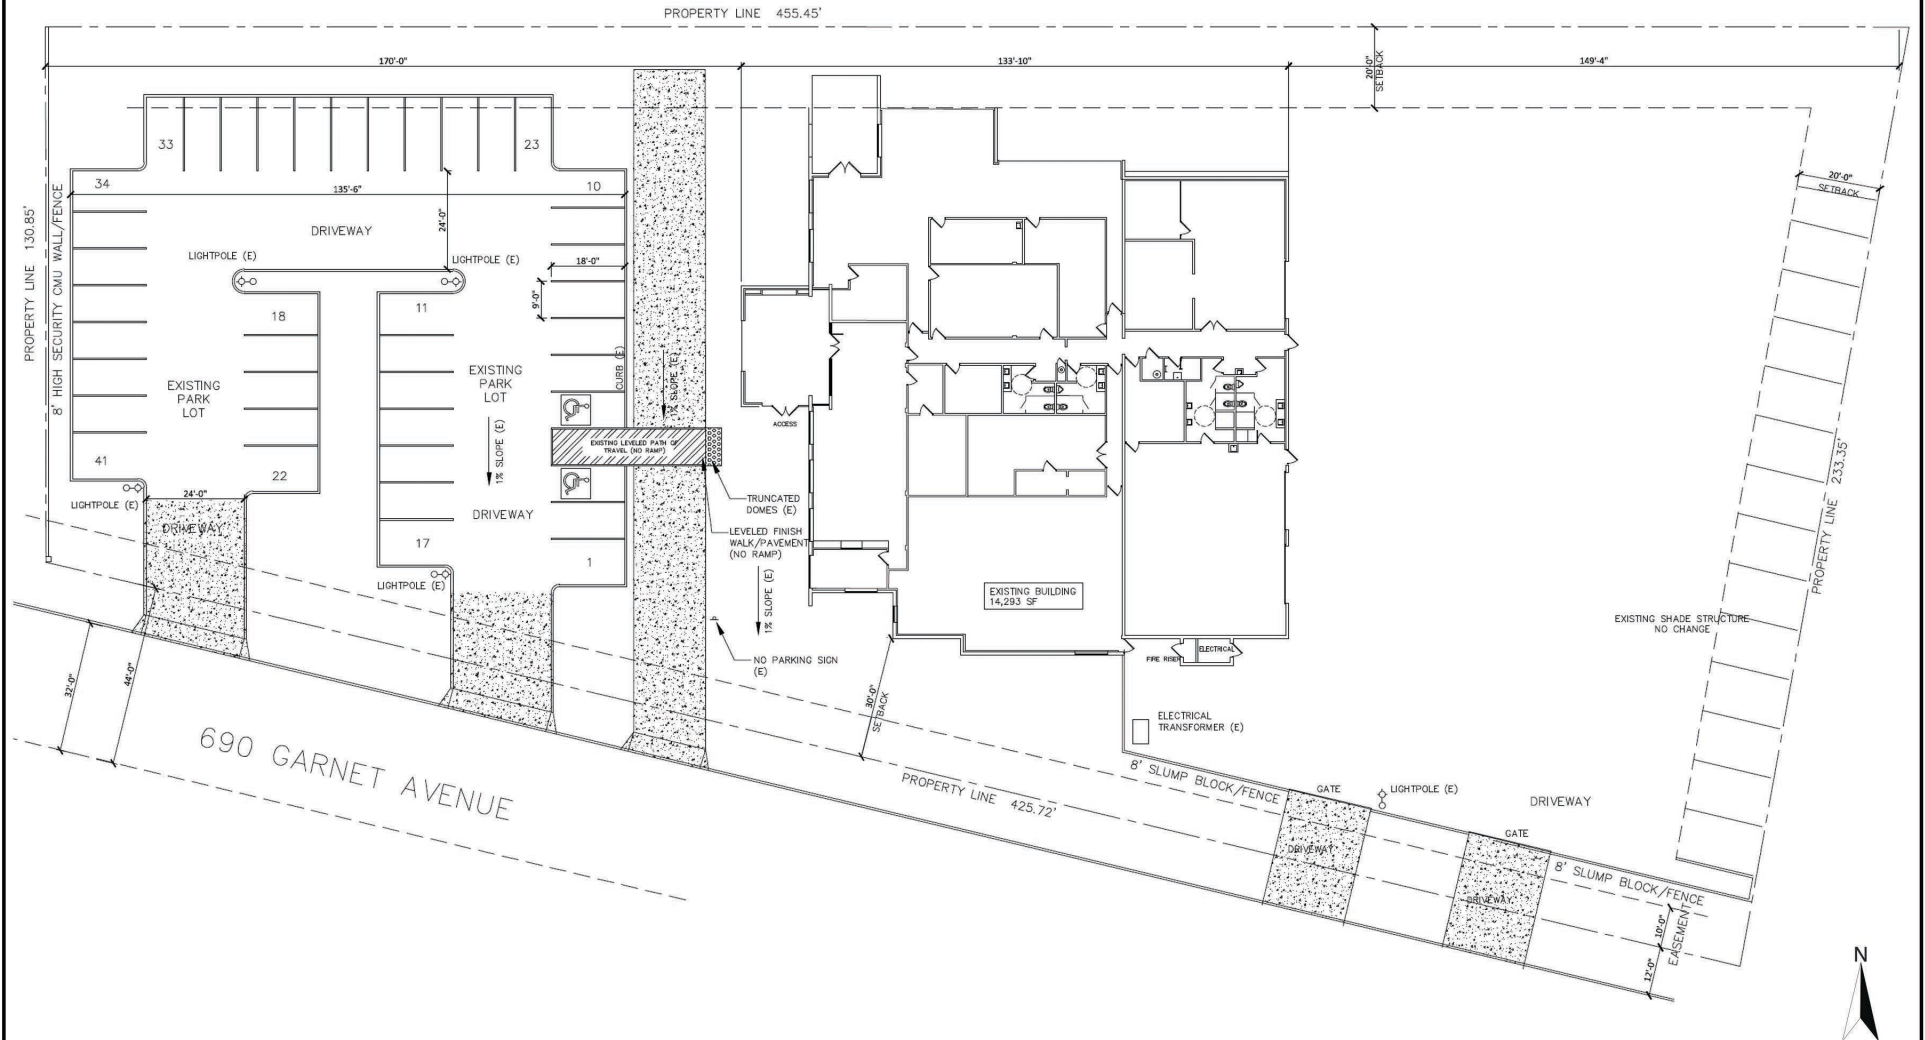 PROPERTY LINE 455.45'
170'-0"
133'-10"
149'-4"
20'-0"
SETBACK
33
23
34
10
135'-6"
20'-0"
SETBACK
PROPERTY LINE 130.85'
8' HIGH SECURITY CMU WALL/FENCE
DRIVEWAY
24'-0"
LIGHTPOLE (E)
LIGHTPOLE (E)
18'-0"
9'-0"
18
11
EXISTING
PARK
LOT
EXISTING
PARK
LOT
CURB (E)
1% SLOPE (E)
1% SLOPE (E)
ACCESS
EXISTING LEVELED PATH OF
TRAVEL (NO RAMP)
41
22
24'-0"
LIGHTPOLE (E)
DRIVEWAY
DRIVEWAY
17
1
LIGHTPOLE (E)
TRUNCATED
DOMES (E)
LEVELED FINISH
WALK/PAVEMENT
(NO RAMP)
1% SLOPE (E)
NO PARKING SIGN
(E)
EXISTING BUILDING
14,293 SF
FIRE RISER
ELECTRICAL
EXISTING SHADE STRUCTURE
NO CHANGE
PROPERTY LINE 233.35'
32'-0"
44'-0"
30'-0"
SETBACK
ELECTRICAL
TRANSFORMER (E)
690 GARNET AVENUE
PROPERTY LINE 425.72'
8' SLUMP BLOCK/FENCE
GATE
LIGHTPOLE (E)
DRIVEWAY
DRIVEWAY
GATE
DRIVEWAY
8' SLUMP BLOCK/FENCE
10'-0"
EASEMENT
12'-0"
N